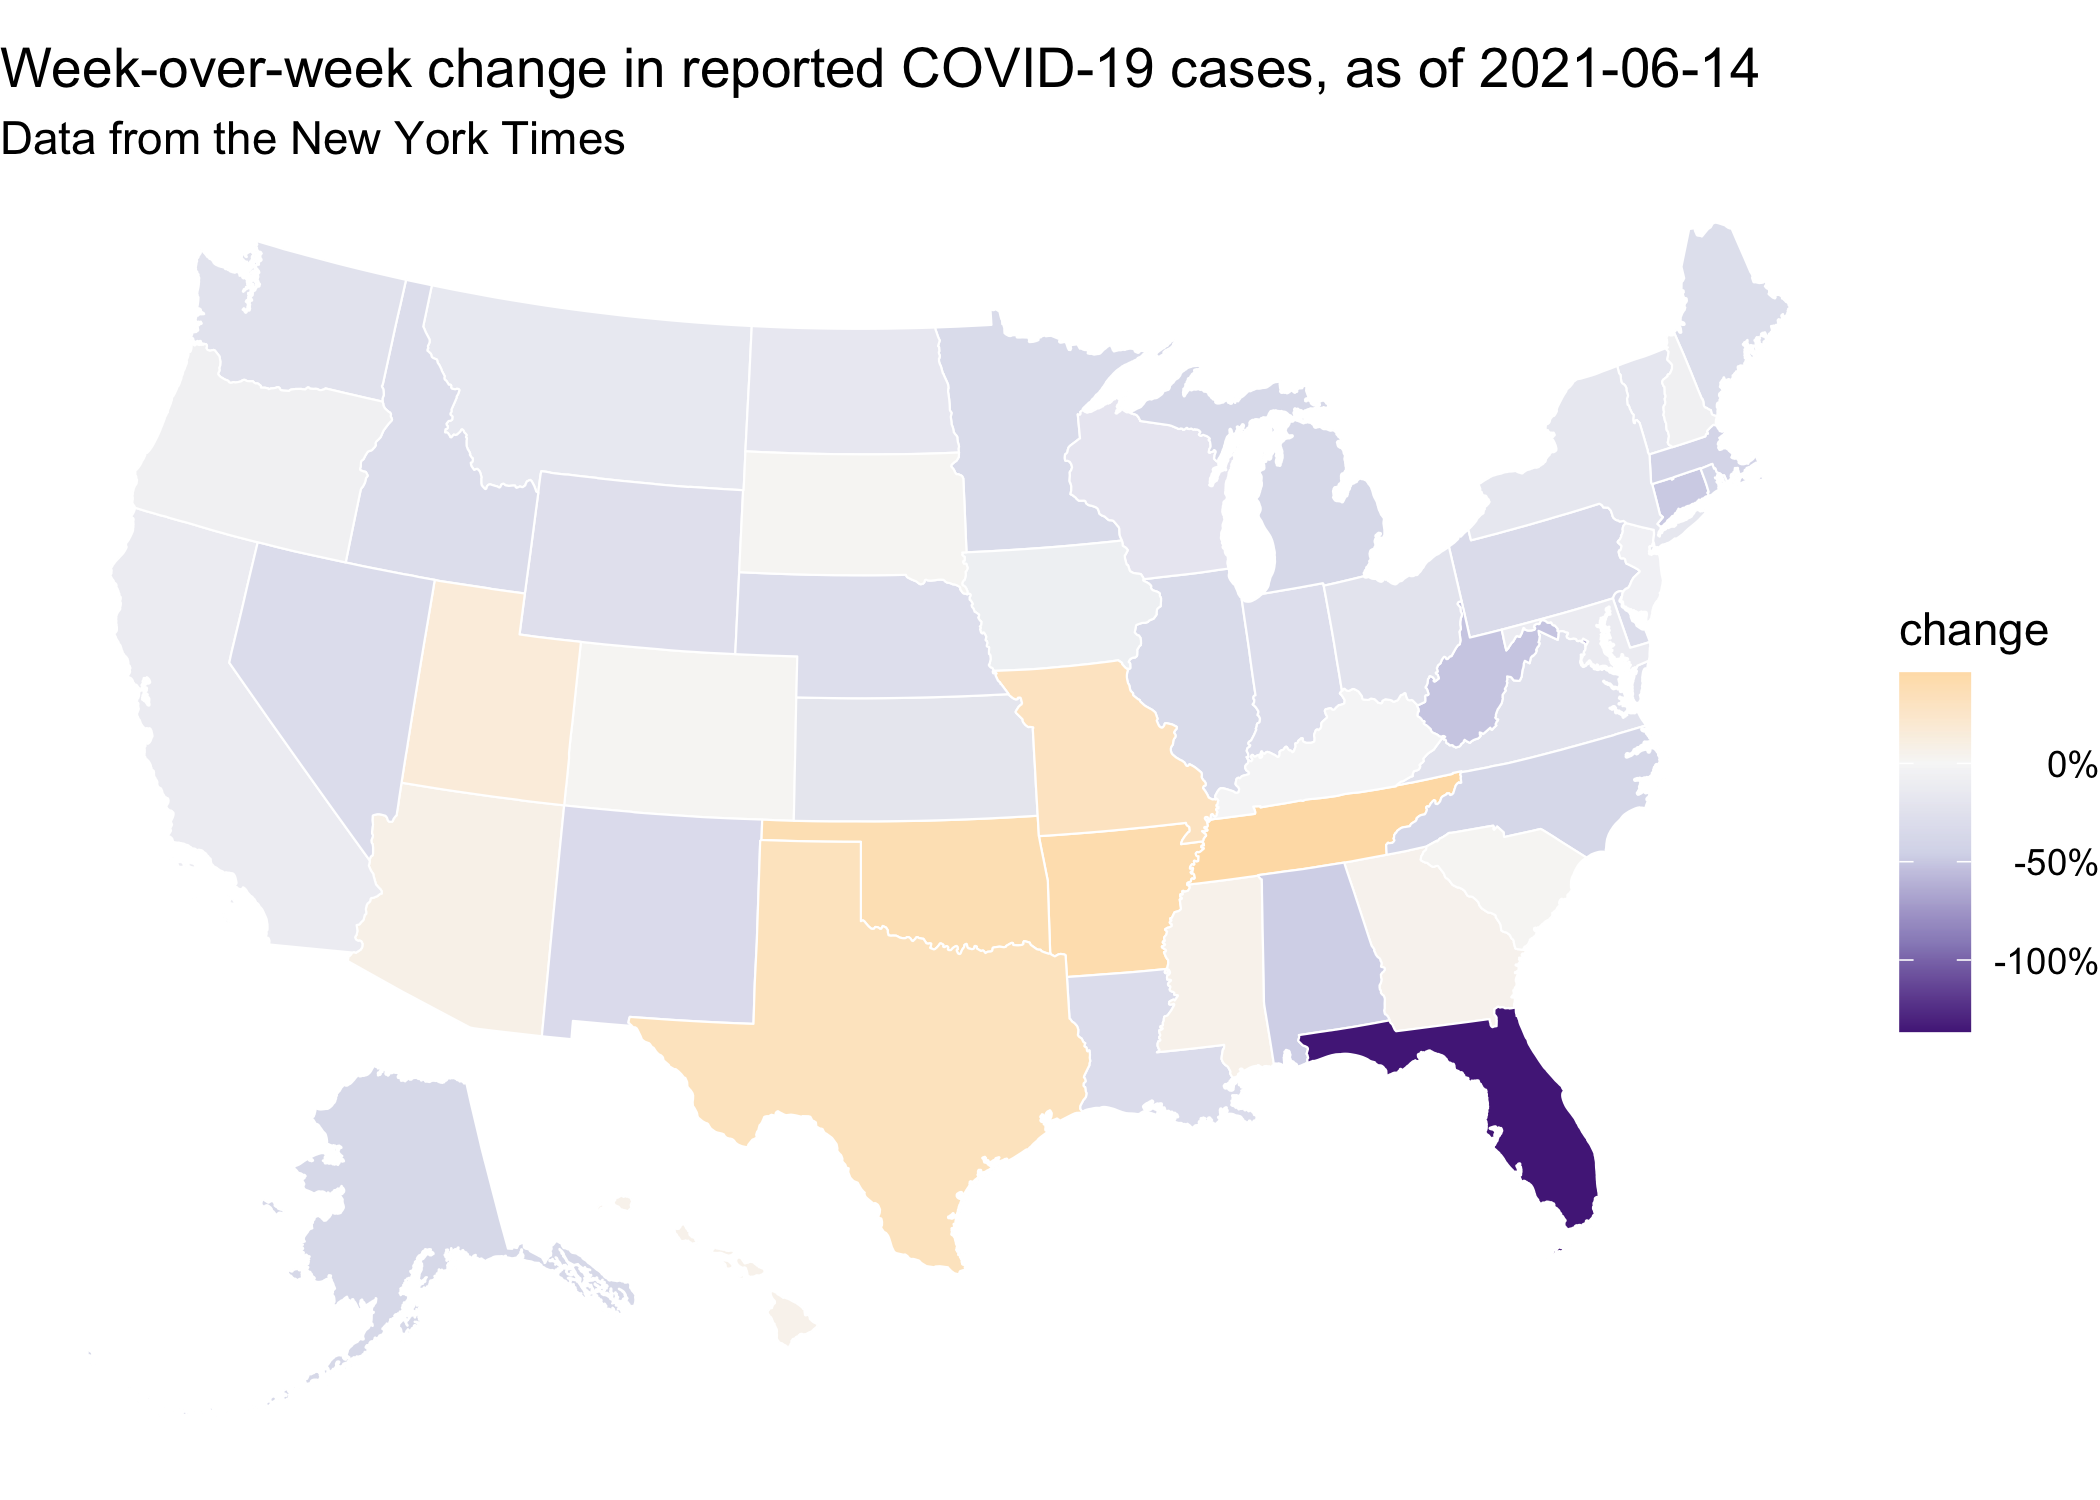 Week-over-week change in reported COVID-19 cases, as of 2021-06-14
Data from the New York Times
change
0%
-50%
-100%